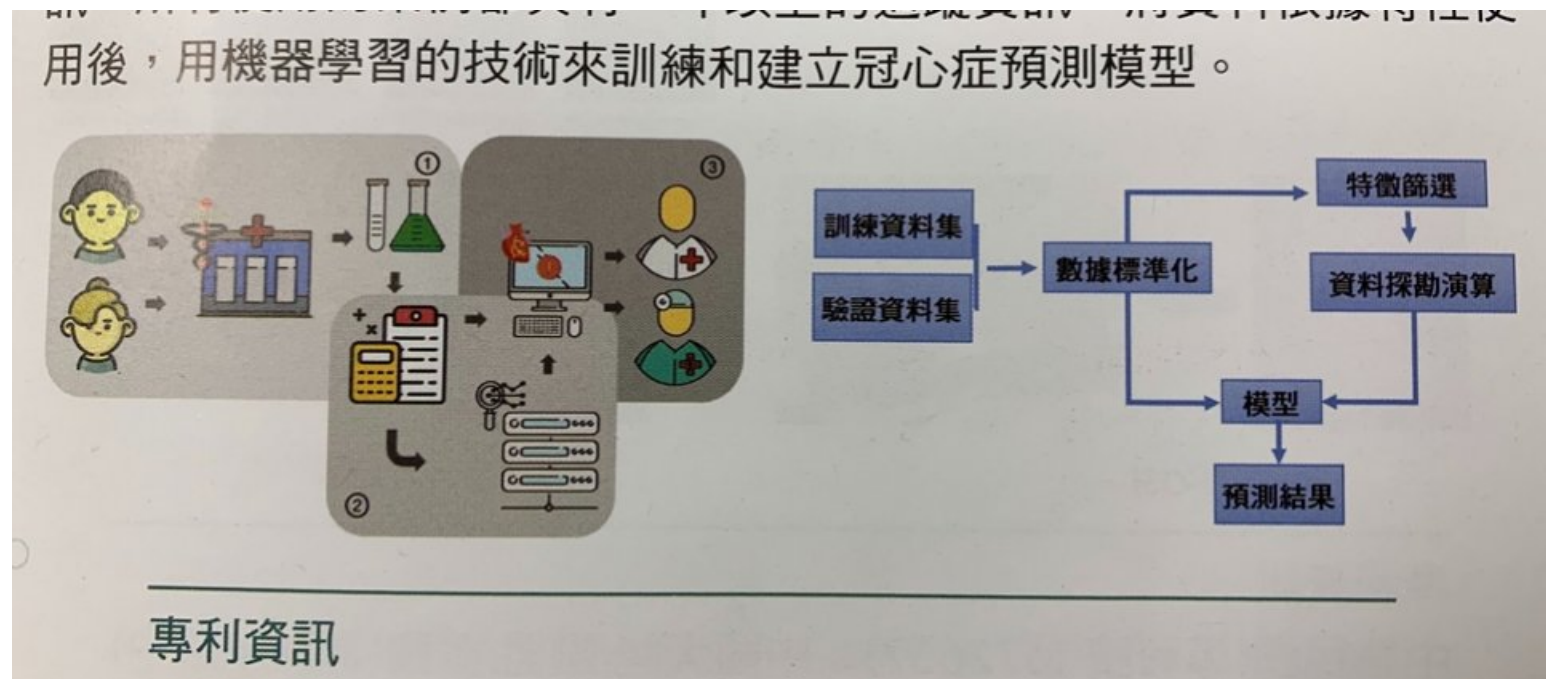 用後，用機器學習的技術來訓練和建立冠心症預測模型。
①
③
②
訓練資料集
驗證資料集
數據標準化
特徵篩選
資料探勘演算
模型
預測結果
專利資訊